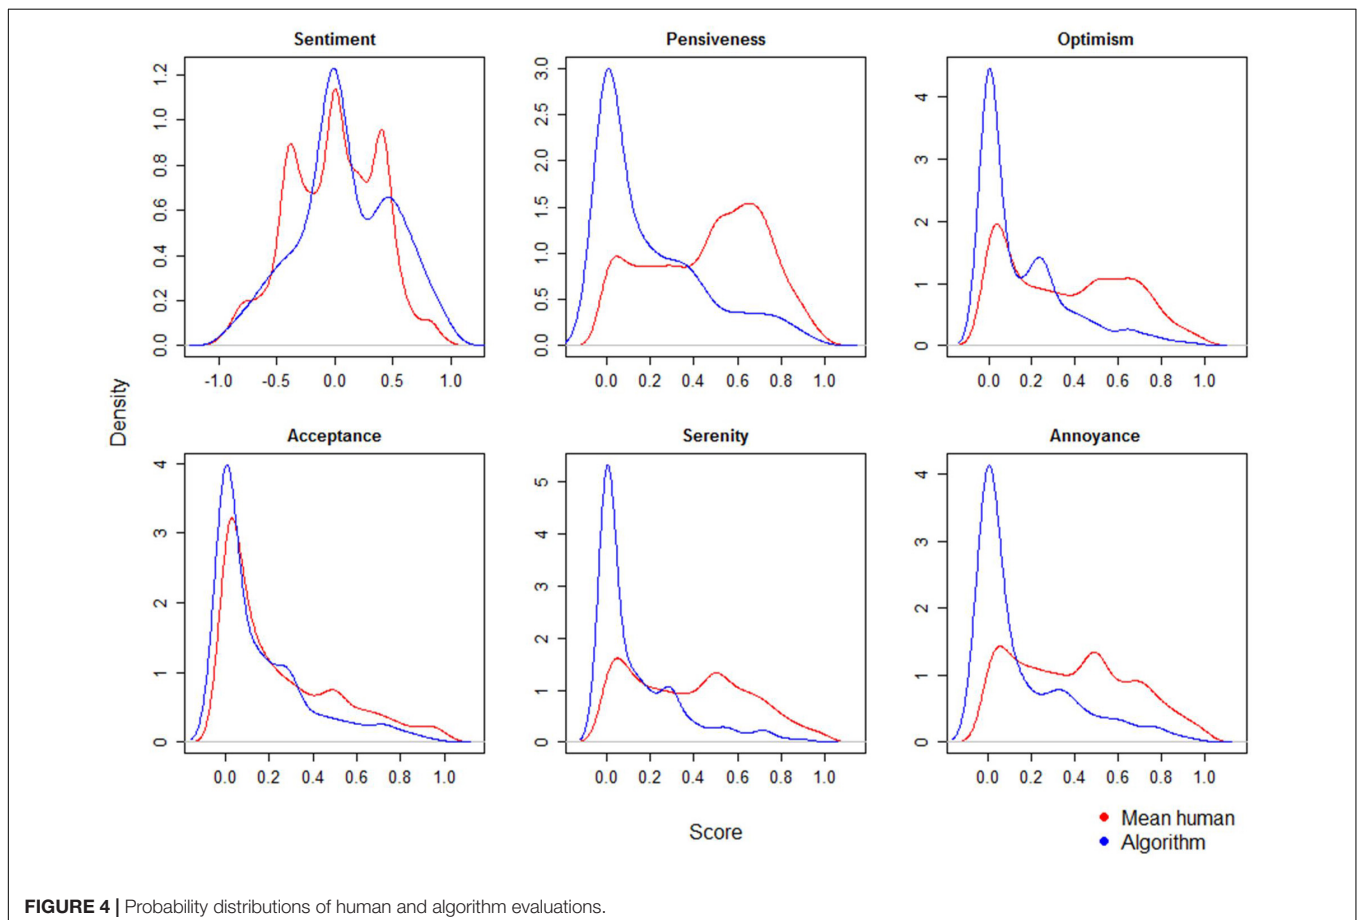 Sentiment
1.2
1.0
0.8
0.6
0.4
0.2
0.0
-1.0 -0.5 0.0 0.5 1.0
Pensiveness
3.0
2.5
2.0
1.5
1.0
0.5
0.0
0.0 0.2 0.4 0.6 0.8 1.0
Optimism
4
3
2
1
0
0.0 0.2 0.4 0.6 0.8 1.0
Density
Acceptance
4
3
2
1
0
0.0 0.2 0.4 0.6 0.8 1.0
Serenity
5
4
3
2
1
0
0.0 0.2 0.4 0.6 0.8 1.0
Annoyance
4
3
2
1
0
0.0 0.2 0.4 0.6 0.8 1.0
Score
Mean human
Algorithm
FIGURE 4 | Probability distributions of human and algorithm evaluations.